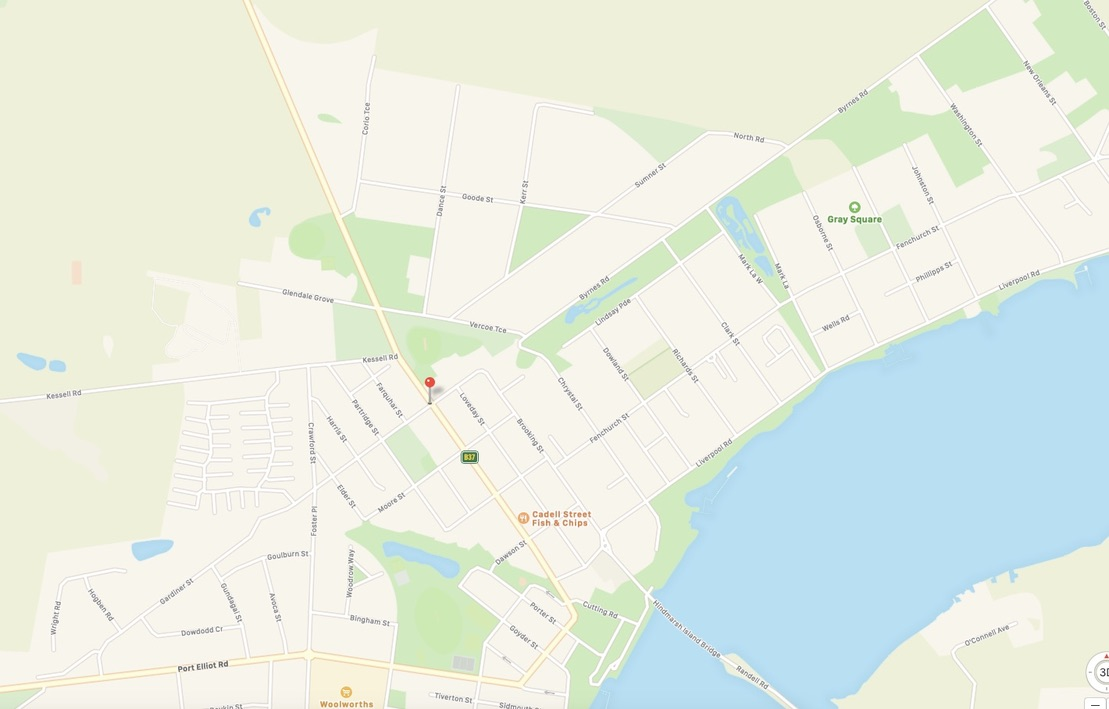 Boston St
New Orleans St
Byrnes Rd
Washington St
Corio Tce
North Rd
Sumner St
Johnston St
Dance St
Goode St
Kerr St
Gray Square
Osborne St
Fenchurch St
Mark La W
Mark La
Phillipps St
Liverpool Rd
Glendale Grove
Byrnes Rd
Lindsay Pde
Vercoe Tce
Wells Rd
Clark St
Kessell Rd
Kessell Rd
Dowland St
Richards St
Farquhar St
Chrystal St
Loveday St
Partridge St
Harris St
Brooking St
Fenchurch St
Crawford St
B37
Liverpool Rd
Elder St
Moore St
Cadell Street
Fish & Chips
Foster Pl
Dawson St
Goulburn St
Woodrow Way
Gardiner St
Hogben Rd
Wright Rd
Gundagai St
Avoca St
Cutting Rd
Porter St
Hindmarsh Island Bridge
Bingham St
Dowdodd Cr
Goyder St
O'Connell Ave
Port Elliot Rd
Randell Rd
3D
Woolworths
Tiverton St
Sidmouth